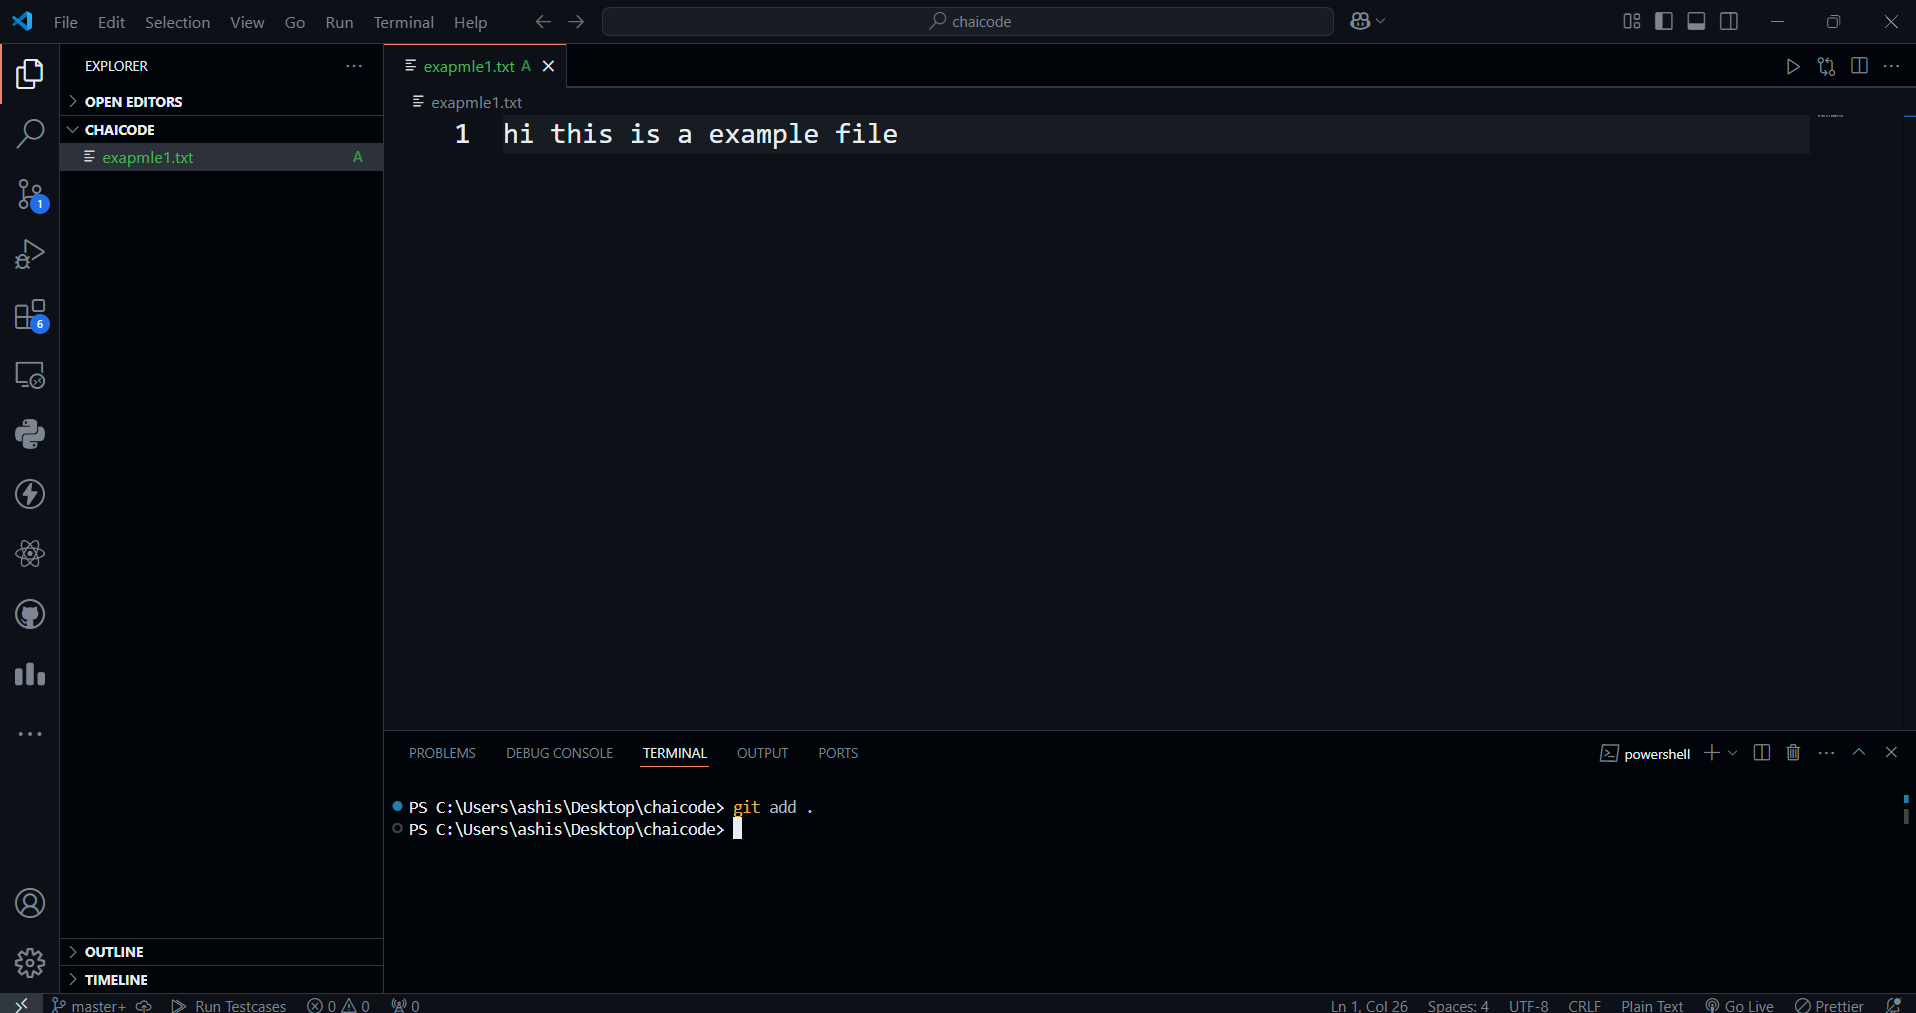 File Edit Selection View Go Run Terminal Help
chaicode
EXPLORER
OPEN EDITORS
CHAICODE
exapmle1.txt A
exapmle1.txt A
exapmle1.txt
1 hi this is a example file
1
6
PROBLEMS DEBUG CONSOLE TERMINAL OUTPUT PORTS
powershell
PS C:\Users\ashis\Desktop\chaicode> git add .
PS C:\Users\ashis\Desktop\chaicode>
OUTLINE
TIMELINE
master+ Run Testcases 0 0 0 Ln 1, Col 26 Spaces: 4 UTF-8 CRLF Plain Text Go Live Prettier